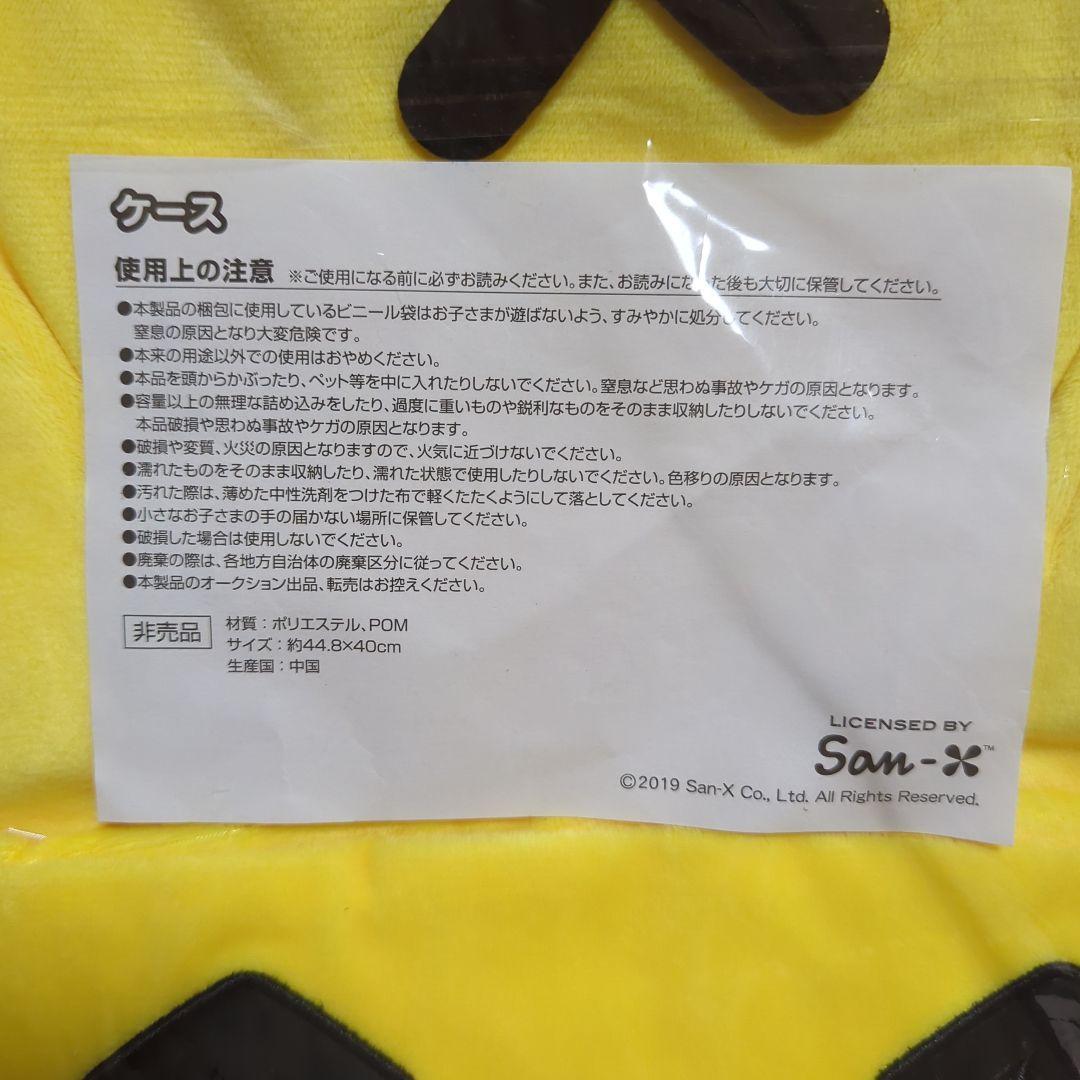 ケース
使用上の注意 ※ご使用になる前に必ずお読みください。また、お読みになった後も大切に保管してください。
●本製品の梱包に使用しているビニール袋はお子さまが遊ばないよう、すみやかに処分してください。
窒息の原因となり大変危険です。
●本来の用途以外での使用はおやめください。
●本品を頭からかぶったり、ペット等を中に入れたりしないでください。窒息など思わぬ事故やケガの原因となります。
●容量以上の無理な詰め込みをしたり、過度に重いものや鋭利なものをそのまま収納したりしないでください。
本品破損や思わぬ事故やケガの原因となります。
●破損や変質、火災の原因となりますので、火気に近づけないでください。
●濡れたものをそのまま収納したり、濡れた状態で使用したりしないでください。色移りの原因となります。
●汚れた際は、薄めた中性洗剤をつけた布で軽くたたくようにして落としてください。
●小さなお子さまの手の届かない場所に保管してください。
●破損した場合は使用しないでください。
●廃棄の際は、各地方自治体の廃棄区分に従ってください。
●本製品のオークション出品、転売はお控えください。
非売品 材質：ポリエステル、POM
サイズ：約44.8×40cm
生産国：中国
LICENSED BY
San-X™
©2019 San-X Co., Ltd. All Rights Reserved.